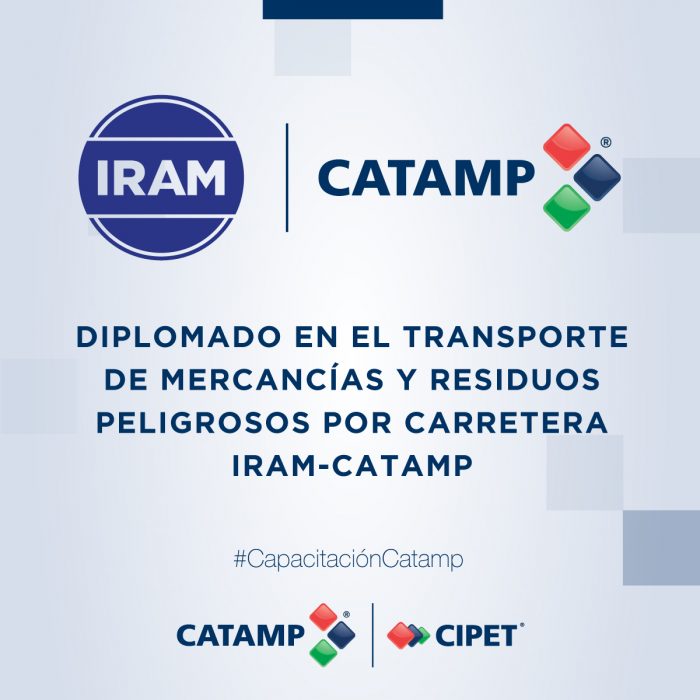 IRAM
CATAMP®
DIPLOMADO EN EL TRANSPORTE
DE MERCANCÍAS Y RESIDUOS
PELIGROSOS POR CARRETERA
IRAM-CATAMP
#CapacitaciónCatamp
CATAMP®
CIPET®